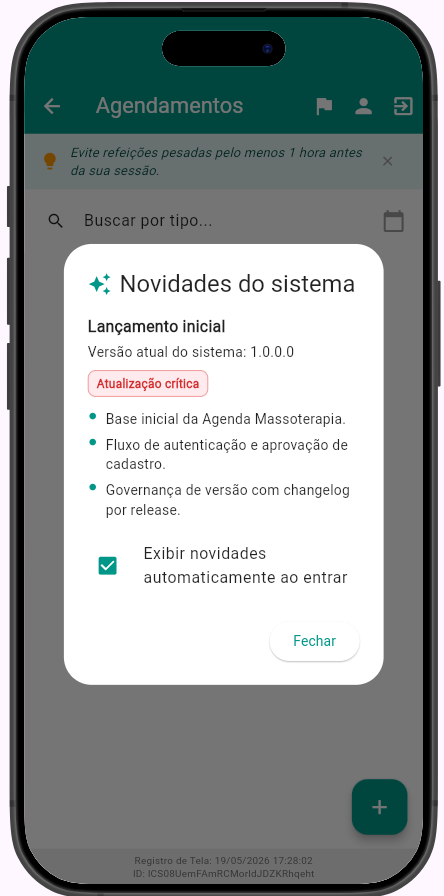 Agendamentos
Evite refeições pesadas pelo menos 1 hora antes
da sua sessão.
Buscar por tipo...
Novidades do sistema
Lançamento inicial
Versão atual do sistema: 1.0.0.0
Atualização crítica
Base inicial da Agenda Massoterapia.
Fluxo de autenticação e aprovação de
cadastro.
Governança de versão com changelog
por release.
Exibir novidades
automaticamente ao entrar
Fechar
Registro de Tela: 19/05/2026 17:28:02
ID: ICS08UemFAmRCMorldJDZKRhqeht